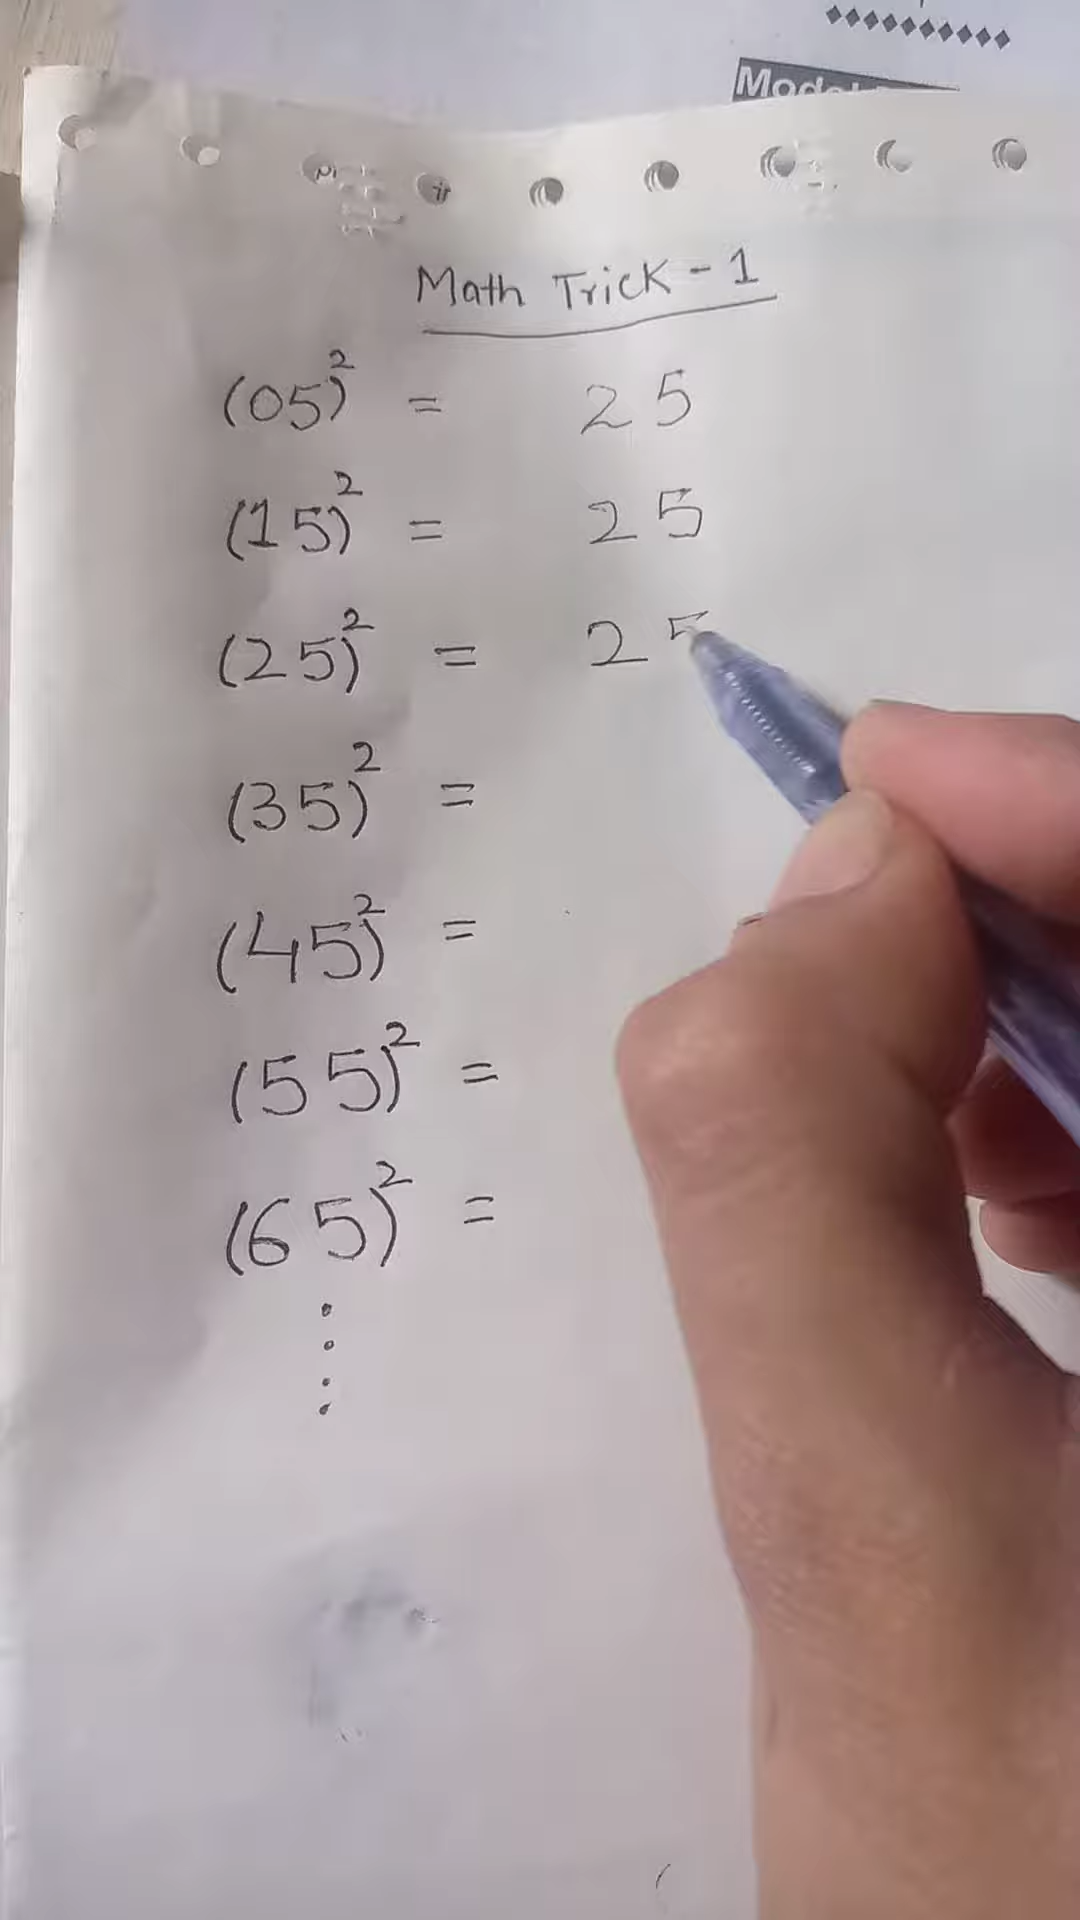 Math Trick - 1
(05)² = 25
(15)² = 25
(25)² = 25
(35)² =
(45)² =
(55)² =
(65)² =